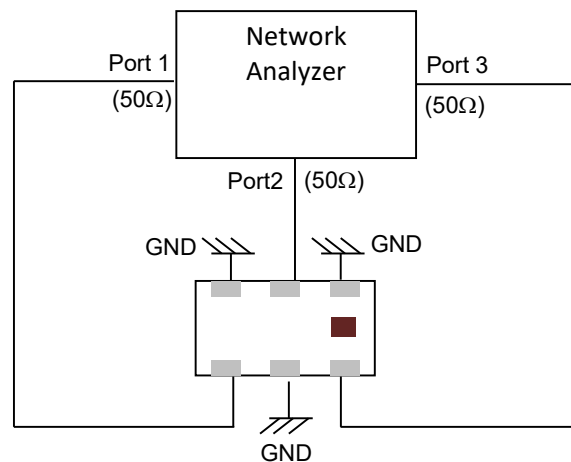 Network
Analyzer
Port 1
(50Ω)
Port 3
(50Ω)
Port2
(50Ω)
GND
GND
GND